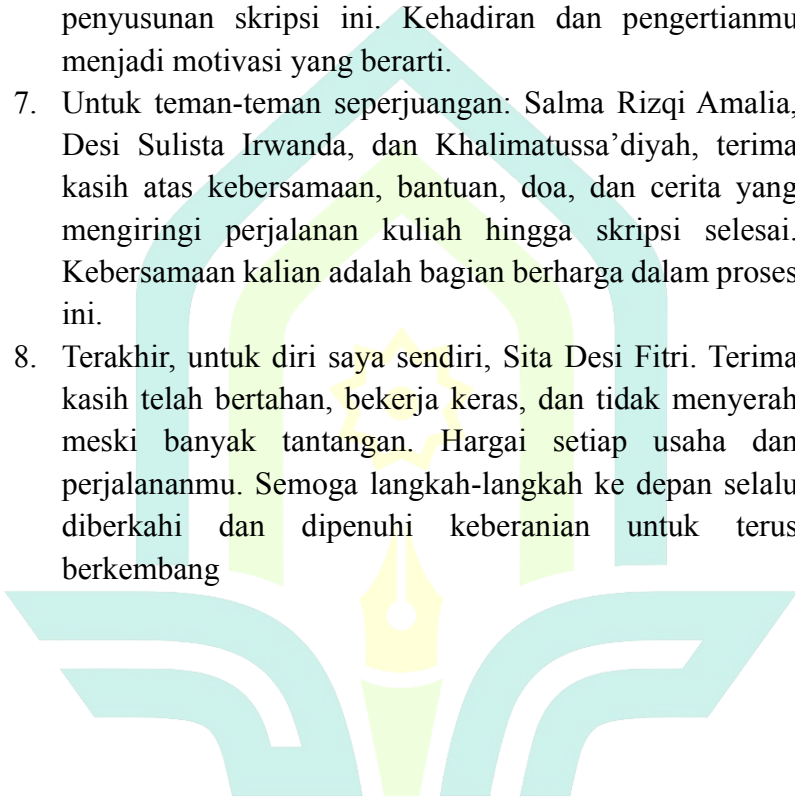 penyusunan skripsi ini. Kehadiran dan pengertianmu
menjadi motivasi yang berarti.
7. Untuk teman-teman seperjuangan: Salma Rizqi Amalia,
Desi Sulista Irwanda, dan Khalimatussa’diyah, terima
kasih atas kebersamaan, bantuan, doa, dan cerita yang
mengiringi perjalanan kuliah hingga skripsi selesai.
Kebersamaan kalian adalah bagian berharga dalam proses
ini.
8. Terakhir, untuk diri saya sendiri, Sita Desi Fitri. Terima
kasih telah bertahan, bekerja keras, dan tidak menyerah
meski banyak tantangan. Hargai setiap usaha dan
perjalananmu. Semoga langkah-langkah ke depan selalu
diberkahi dan dipenuhi keberanian untuk terus
berkembang